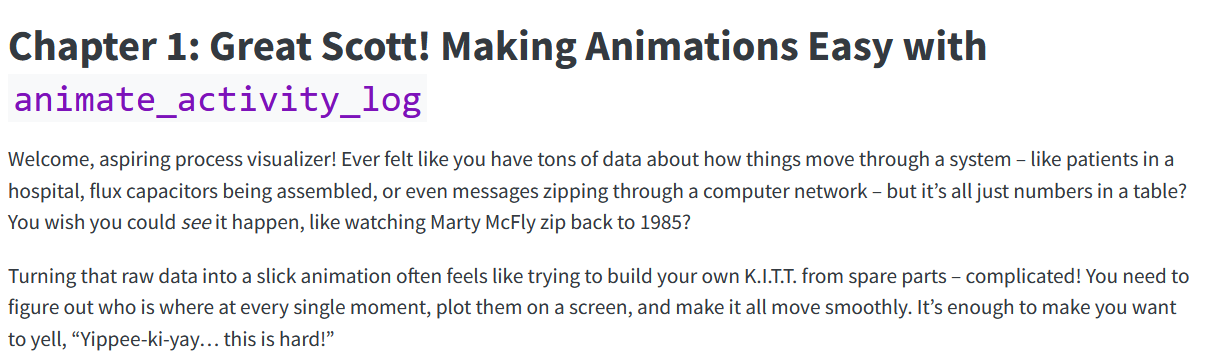 Chapter 1: Great Scott! Making Animations Easy with
animate_activity_log
Welcome, aspiring process visualizer! Ever felt like you have tons of data about how things move through a system – like patients in a
hospital, flux capacitors being assembled, or even messages zipping through a computer network – but it’s all just numbers in a table?
You wish you could see it happen, like watching Marty McFly zip back to 1985?
Turning that raw data into a slick animation often feels like trying to build your own K.I.T.T. from spare parts – complicated! You need to
figure out who is where at every single moment, plot them on a screen, and make it all move smoothly. It’s enough to make you want
to yell, “Yippee-ki-yay… this is hard!”